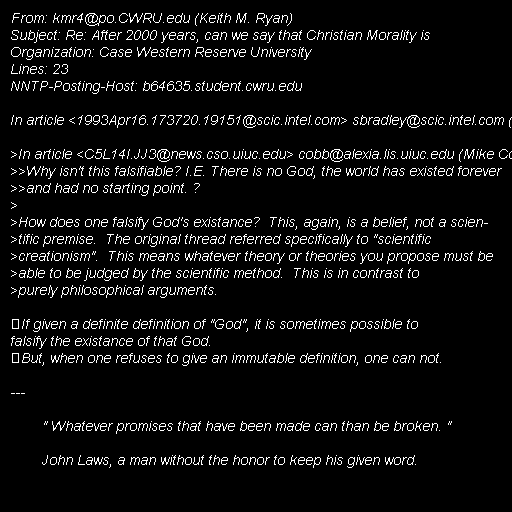 From: kmr4@po.CWRU.edu (Keith M. Ryan)
Subject: Re: After 2000 years, can we say that Christian Morality is
Organization: Case Western Reserve University
Lines: 23
NNTP-Posting-Host: b64635.student.cwru.edu

In article <1993Apr16.173720.19151@scic.intel.com> sbradley@scic.intel.com (

>In article <C5L14I.JJ3@news.cso.uiuc.edu> cobb@alexia.lis.uiuc.edu (Mike Co
>>Why isn't this falsifiable? I.E. There is no God, the world has existed forever
>>and had no starting point. ?
>
>How does one falsify God's existance?  This, again, is a belief, not a scien-
>tific premise.  The original thread referred specifically to "scientific
>creationism".  This means whatever theory or theories you propose must be
>able to be judged by the scientific method.  This is in contrast to
>purely philosophical arguments.

If given a definite definition of "God", it is sometimes possible to
falsify the existance of that God.
But, when one refuses to give an immutable definition, one can not.

---

" Whatever promises that have been made can than be broken. "

John Laws, a man without the honor to keep his given word.